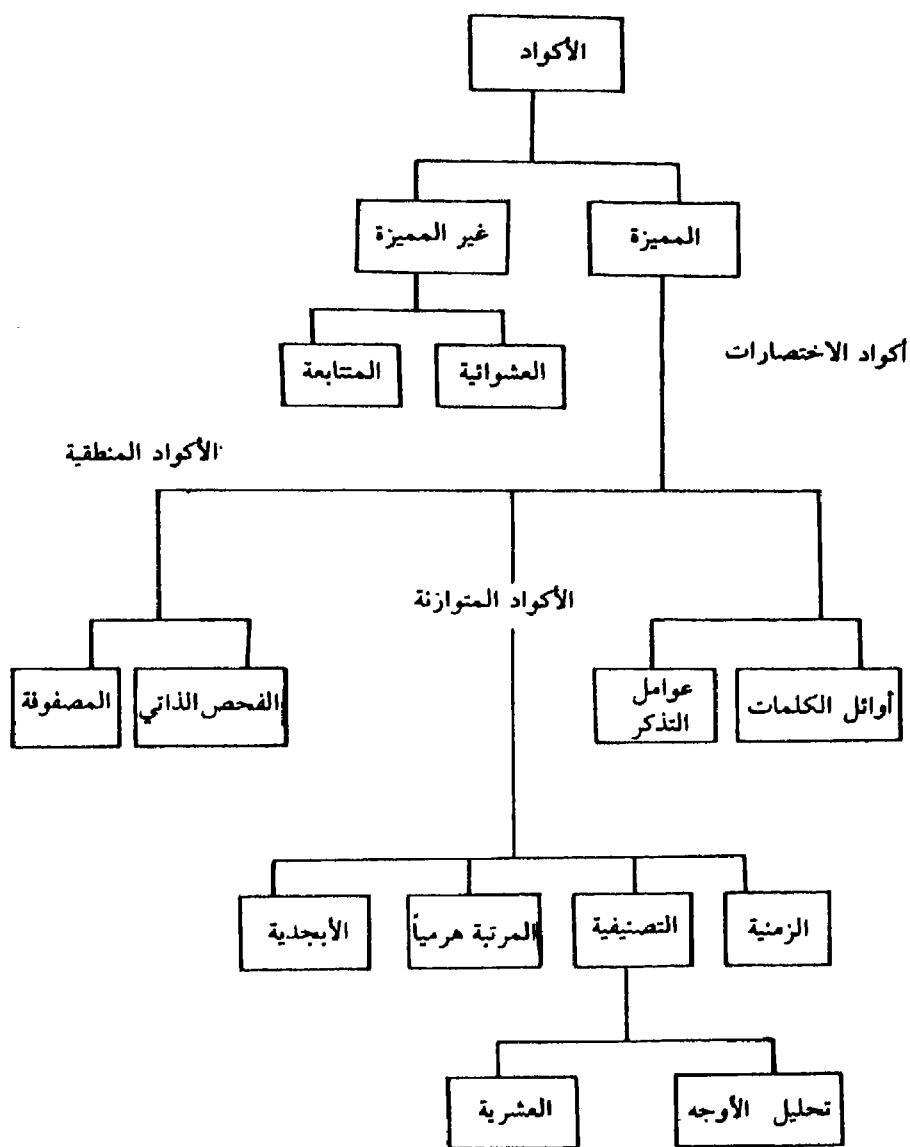 الأكواد
المميزة
غير المميزة
العشوائية
المتتابعة
أكواد الاختصارات
الأكواد المنطقية
الأكواد المتوازنة
أوائل الكلمات
عوامل
التذكر
الفحص الذاتي
المصفوفة
الزمنية
التصنيفية
المرتبة هرمياً
الأبجدية
تحليل الأوجه
العشرية